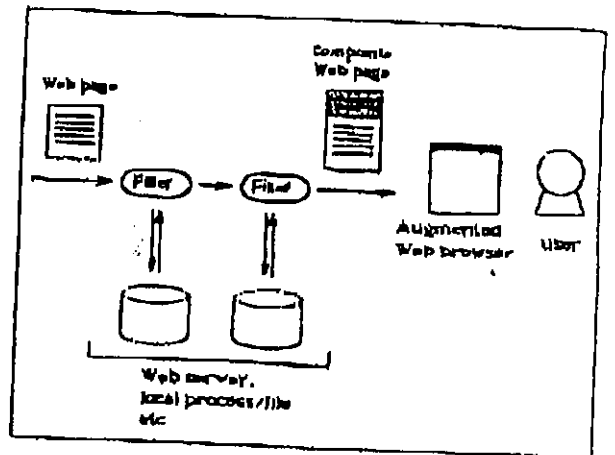 Composite
Web page
Web page
Filter
Filter
Augmented
Web browser
User
Web server,
local process/file
etc